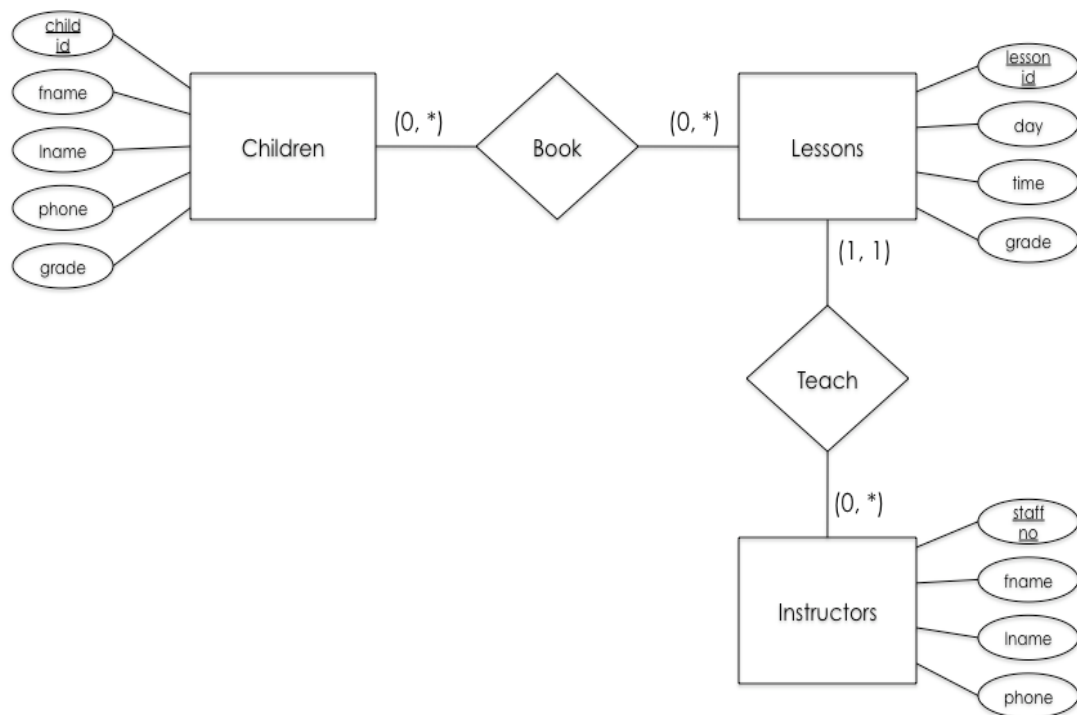 child
id
fname
lname
phone
grade
Children
(0, *)
Book
(0, *)
Lessons
lesson
id
day
time
grade
(1, 1)
Teach
(0, *)
Instructors
staff
no
fname
lname
phone